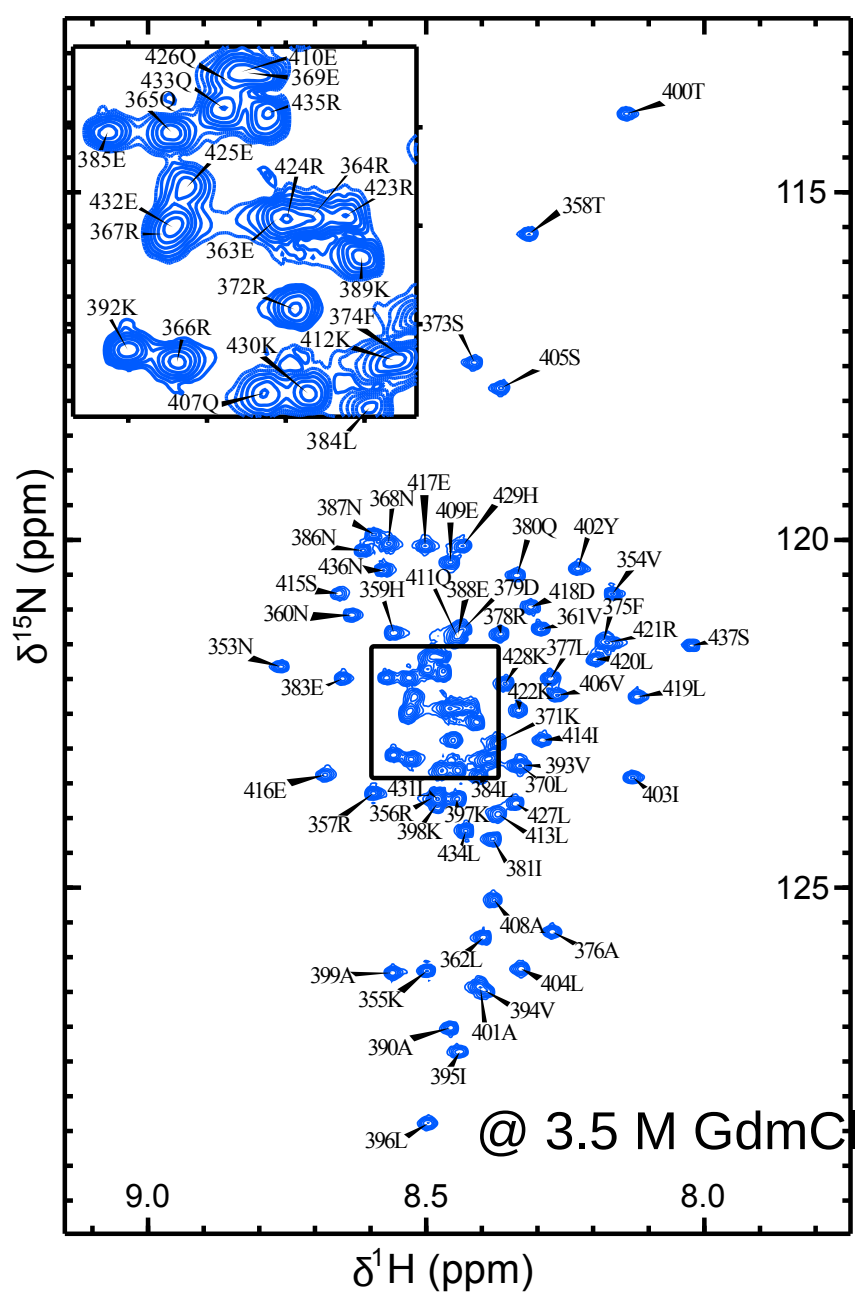 410E
426Q
369E
433Q
365Q
435R
385E
425E
424R
364R
423R
432E
367R
363E
389K
372R
374F
392K
366R
430K
412K
407Q
384L
400T
115
358T
373S
405S
417E
387N
368N
409E
429H
386N
380Q
402Y
120
436N
411Q
388E
379D
354V
415S
359H
418D
375F
360N
378R
361V
421R
437S
353N
377L
420L
428K
383E
422K
406V
419L
371K
414I
393V
370L
416E
431L
384L
403I
357R
356R
397K
427L
398K
413L
434L
381I
125
408A
376A
362L
399A
355K
404L
394V
401A
390A
395I
396L
@ 3.5 M GdmCl
9.0
8.5
8.0
δ¹H (ppm)
δ¹⁵N (ppm)